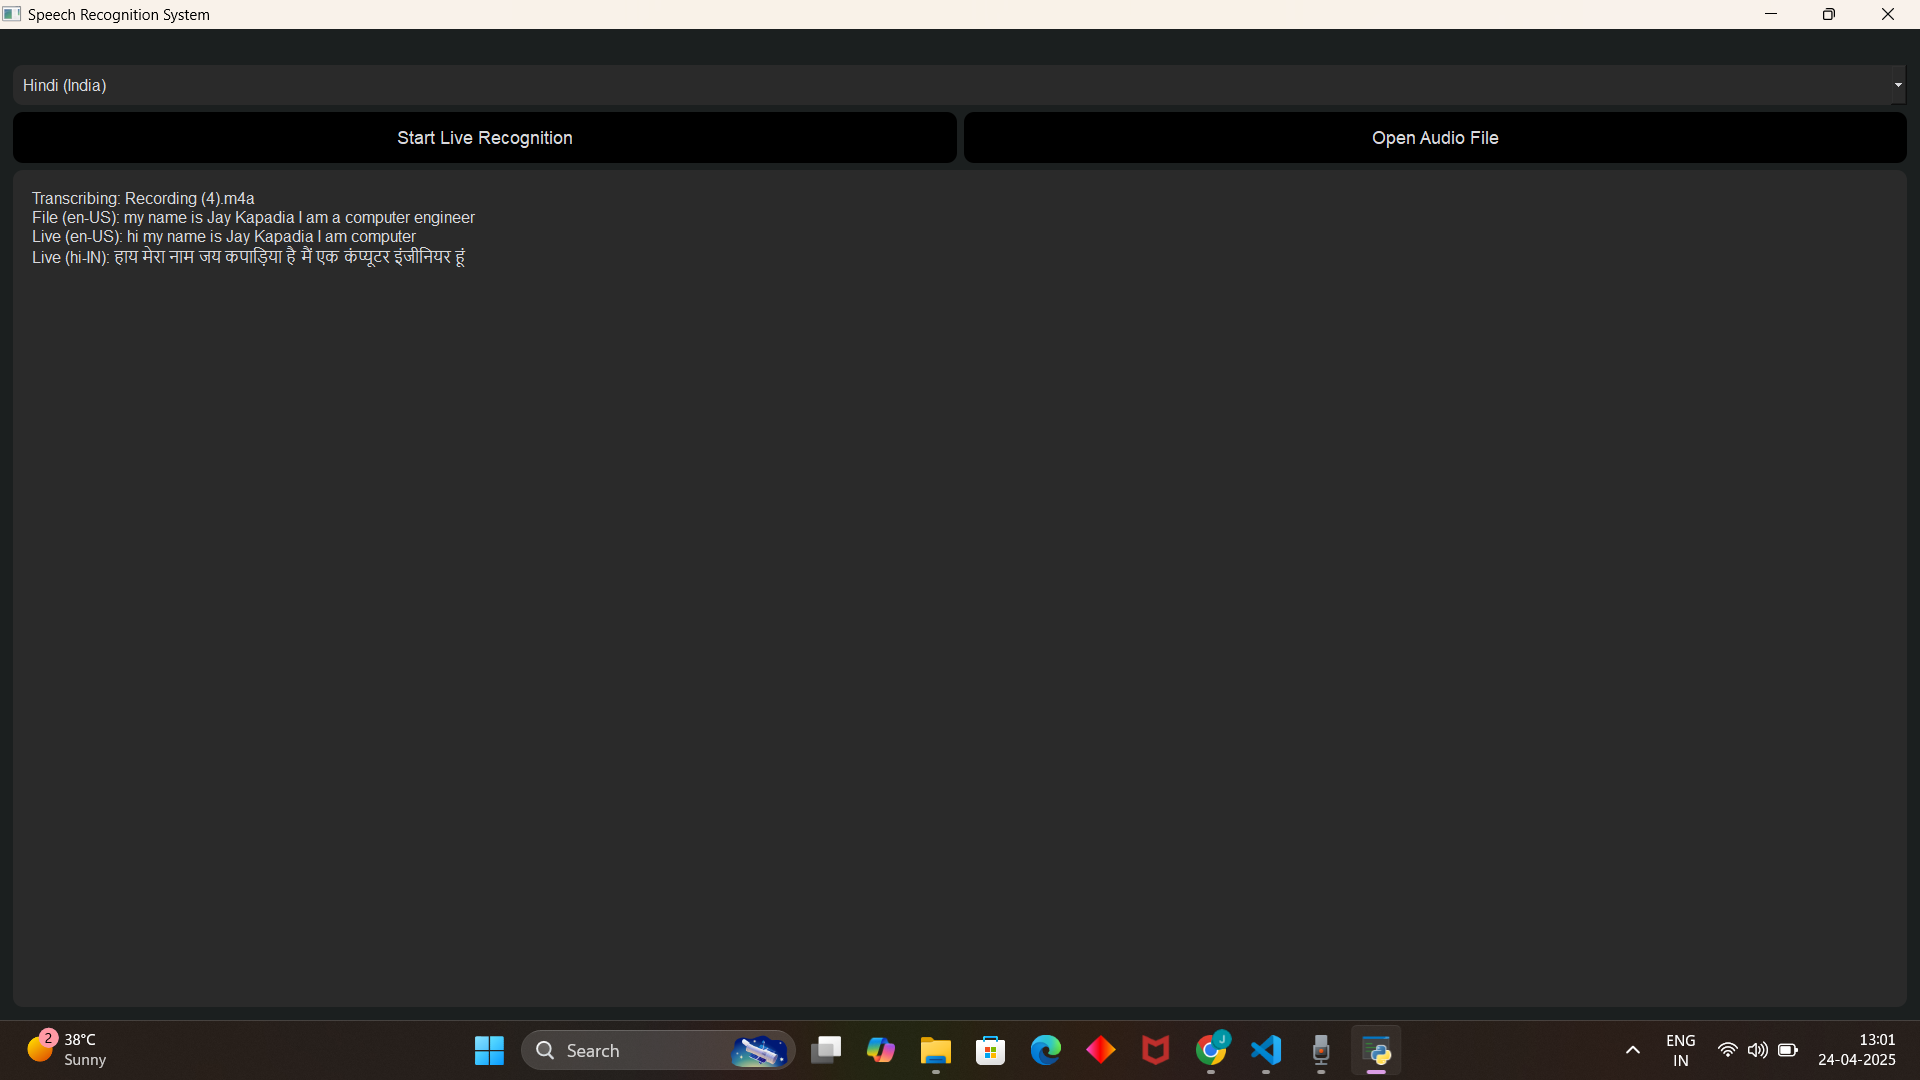 Speech Recognition System
Hindi (India)
Start Live Recognition
Open Audio File
Transcribing: Recording (4).m4a
File (en-US): my name is Jay Kapadia I am a computer engineer
Live (en-US): hi my name is Jay Kapadia I am computer
Live (hi-IN): हाय मेरा नाम जय कपाड़िया है मैं एक कंप्यूटर इंजीनियर हूं
2
38°C
Sunny
Search
J
ENG
IN
13:01
24-04-2025